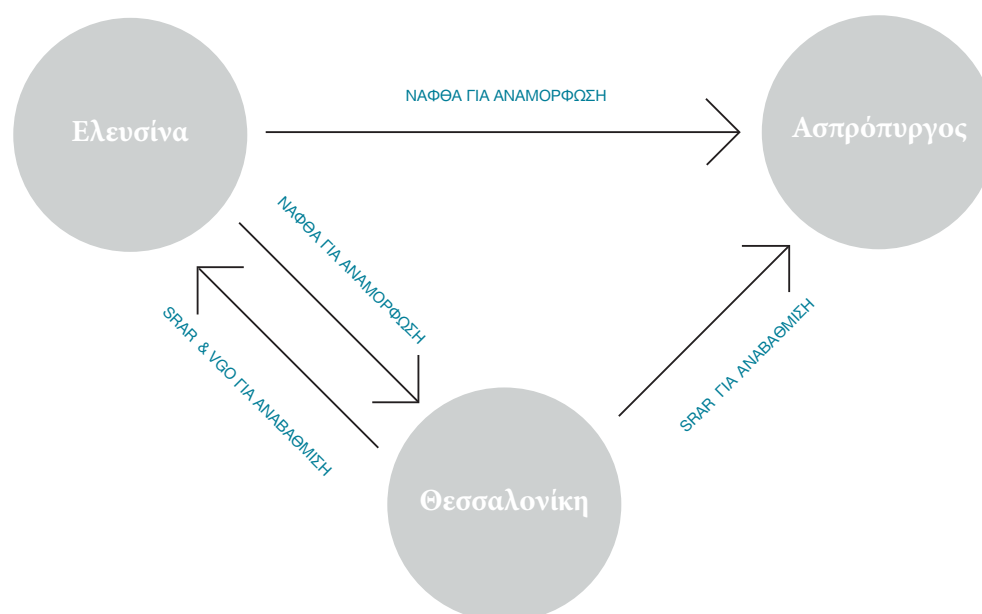 ΝΑΦΘΑ ΓΙΑ ΑΝΑΜΟΡΦΩΣΗ
Ελευσίνα
Ασπρόπυργος
ΝΑΦΘΑ ΓΙΑ ΑΝΑΜΟΡΦΩΣΗ
SRAR & VGO ΓΙΑ ΑΝΑΒΑΘΜΙΣΗ
SRAR ΓΙΑ ΑΝΑΒΑΘΜΙΣΗ
Θεσσαλονίκη